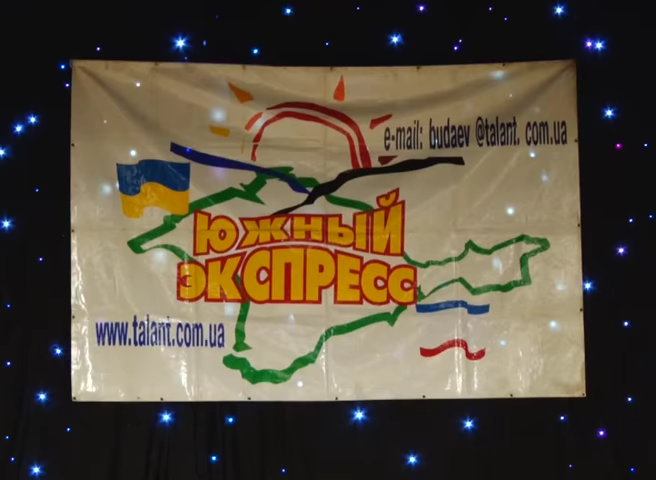 e-mail: budaev @talant. com.ua
ЮЖНЫЙ
ЭКСПРЕСС
www.talant.com.ua